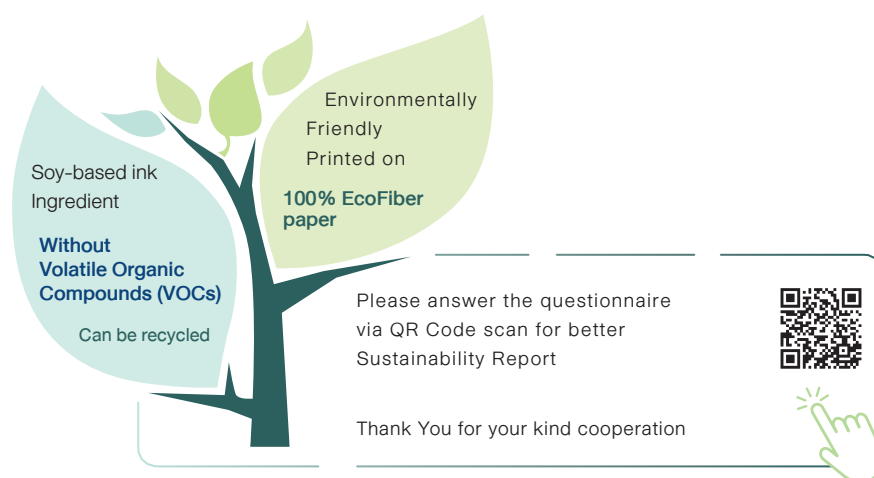 Environmentally
Friendly
Printed on
100% EcoFiber
paper
Soy-based ink
Ingredient
Without
Volatile Organic
Compounds (VOCs)
Can be recycled
Please answer the questionnaire
via QR Code scan for better
Sustainability Report
Thank You for your kind cooperation